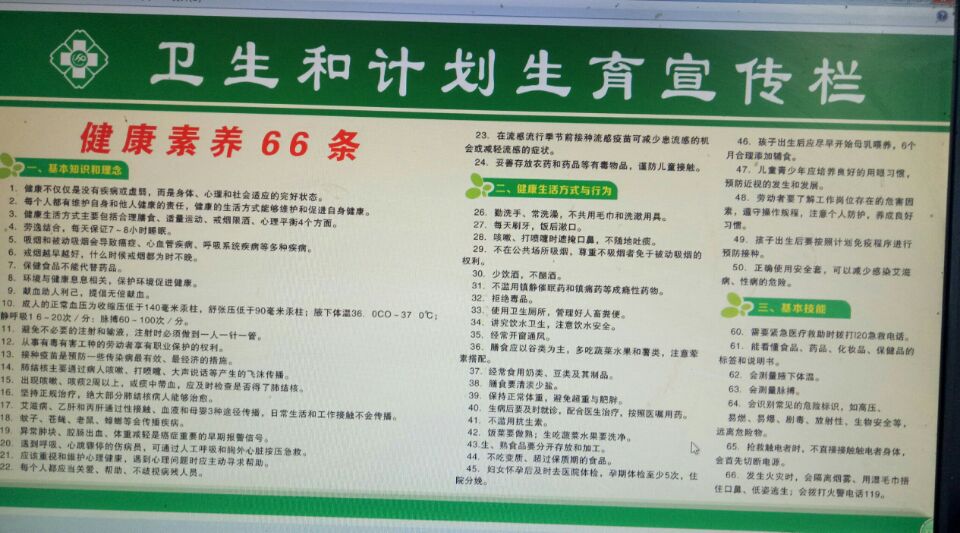 卫生和计划生育宣传栏
健康素养66条
一、基本知识和理念
1. 健康不仅仅是没有疾病或虚弱，而是身体、心理和社会适应的完好状态。
2. 每个人都有维护自身和他人健康的责任，健康的生活方式能够维护和促进自身健康。
3. 健康生活方式主要包括合理膳食、适量运动、戒烟限酒、心理平衡4个方面。
4. 劳逸结合，每天保证7~8小时睡眠。
5. 吸烟和被动吸烟会导致癌症、心血管疾病、呼吸系统疾病等多种疾病。
6. 戒烟越早越好，什么时候戒烟都为时不晚。
7. 保健食品不能代替药品。
8. 环境与健康息息相关，保护环境促进健康。
9. 献血助人利己，提倡无偿献血。
10. 成人的正常血压为收缩压低于140毫米汞柱，舒张压低于90毫米汞柱；腋下体温36. 0CO~37 0℃;
静呼吸16~20次/分；脉搏60~100次/分。
11. 避免不必要的注射和输液，注射时必须做到一人一针一管。
12. 从事有毒有害工种的劳动者享有职业保护的权利。
13. 接种疫苗是预防一些传染病最有效、最经济的措施。
14. 肺结核主要通过病人咳嗽、打喷嚏、大声说话等产生的飞沫传播。
15. 出现咳嗽、咳痰2周以上，或痰中带血，应及时检查是否得了肺结核。
16. 坚持正规治疗，绝大部分肺结核病人能够治愈。
17. 艾滋病、乙肝和丙肝通过性接触、血液和母婴3种途径传播，日常生活和工作接触不会传播。
18. 蚊子、苍蝇、老鼠、蟑螂等会传播疾病。
19. 异常肿块、腔肠出血、体重减轻是癌症重要的早期报警信号。
20. 遇到呼吸、心跳骤停的伤病员，可通过人工呼吸和胸外心脏按压急救。
21. 应该重视和维护心理健康，遇到心理问题时应主动寻求帮助。
22. 每个人都应当关爱、帮助、不歧视病残人员。
23. 在流感流行季节前接种流感疫苗可减少患流感的机
会或减轻流感的症状。
24. 妥善存放农药和药品等有毒物品，谨防儿童接触。
二、健康生活方式与行为
26. 勤洗手、常洗澡，不共用毛巾和洗漱用具。
27. 每天刷牙，饭后漱口。
28. 咳嗽、打喷嚏时遮掩口鼻，不随地吐痰。
29. 不在公共场所吸烟，尊重不吸烟者免于被动吸烟的
权利。
30. 少饮酒，不酗酒。
31. 不滥用镇静催眠药和镇痛药等成瘾性药物。
32. 拒绝毒品。
33. 使用卫生厕所，管理好人畜粪便。
34. 讲究饮水卫生，注意饮水安全。
35. 经常开窗通风。
36. 膳食应以谷类为主，多吃蔬菜水果和薯类，注意荤
素搭配。
37. 经常食用奶类、豆类及其制品。
38. 膳食要清淡少盐。
39. 保持正常体重，避免超重与肥胖。
40. 生病后要及时就诊，配合医生治疗，按照医嘱用药。
41. 不滥用抗生素。
42. 饭菜要做熟；生吃蔬菜水果要洗净。
43.生、熟食品要分开存放和加工。
44. 不吃变质、超过保质期的食品。
45. 妇女怀孕后及时去医院体检，孕期体检至少5次，住
院分娩。
46. 孩子出生后应尽早开始母乳喂养，6个
月合理添加辅食。
47. 儿童青少年应培养良好的用眼习惯，
预防近视的发生和发展。
48. 劳动者要了解工作岗位存在的危害因
素，遵守操作规程，注意个人防护，养成良好
习惯。
49. 孩子出生后要按照计划免疫程序进行
预防接种。
50. 正确使用安全套，可以减少感染艾滋
病、性病的危险。
三、基本技能
60. 需要紧急医疗救助时拨打120急救电话。
61. 能看懂食品、药品、化妆品、保健品的
标签和说明书。
62. 会测量腋下体温。
63. 会测量脉搏。
64. 会识别常见的危险标识，如高压、
易燃、易爆、剧毒、放射性、生物安全等，
远离危险物。
65. 抢救触电者时，不直接接触触电者身体，
会首先切断电源。
66. 发生火灾时，会隔离烟雾、用湿毛巾捂
住口鼻、低姿逃生；会拨打火警电话119。